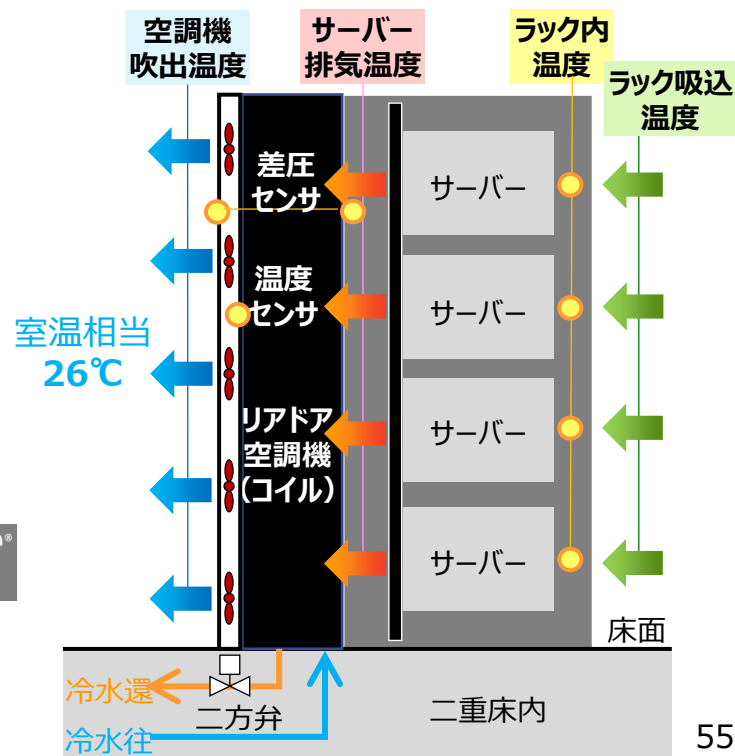 空調機
吹出温度
サーバー
排気温度
ラック内
温度
ラック吸込
温度
差圧
センサ
サーバー
温度
センサ
サーバー
室温相当
26℃
リアドア
空調機
(コイル)
サーバー
サーバー
®
床面
冷水還
二方弁
二重床内
冷水往
55